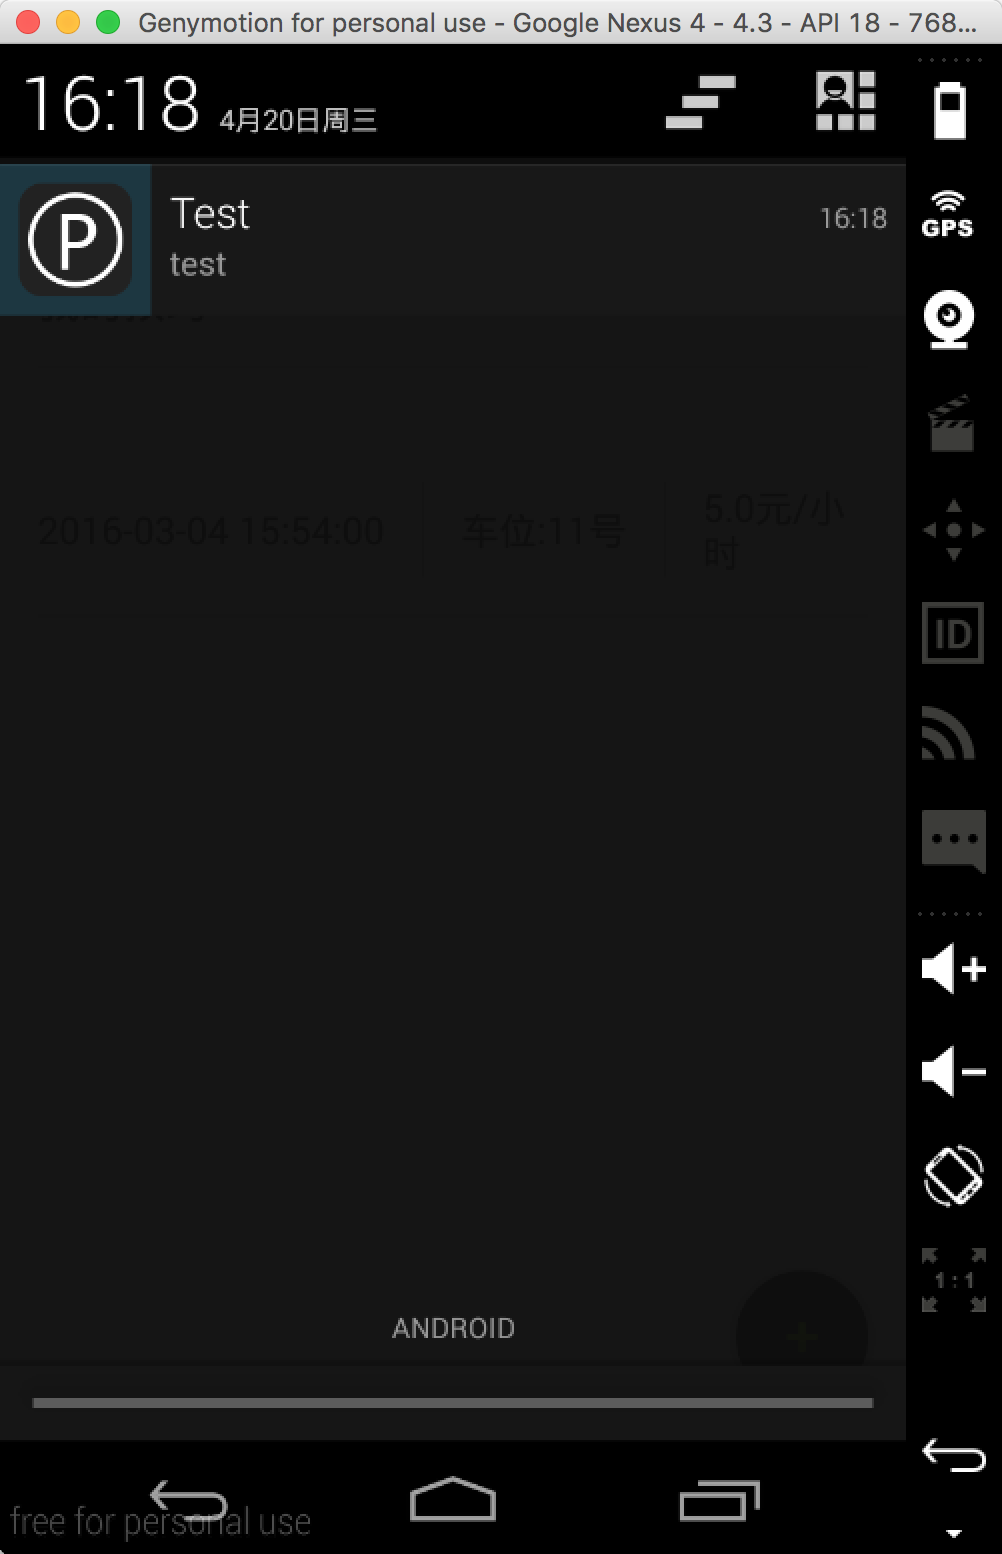 Genymotion for personal use - Google Nexus 4 - 4.3 - API 18 - 768...
16:18 4月20日周三
P
Test
16:18
test
GPS
2016-03-04 15:54:00
车位:11号
5.0元/小
时
ID
1:1
ANDROID
free for personal use